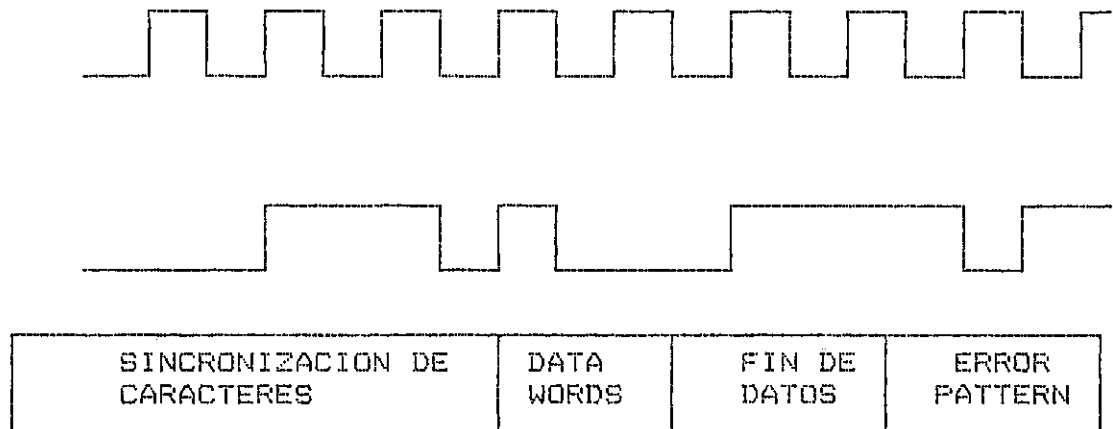 SINCRONIZACION DE
CARACTERES
DATA
WORDS
FIN DE
DATOS
ERROR
PATTERN